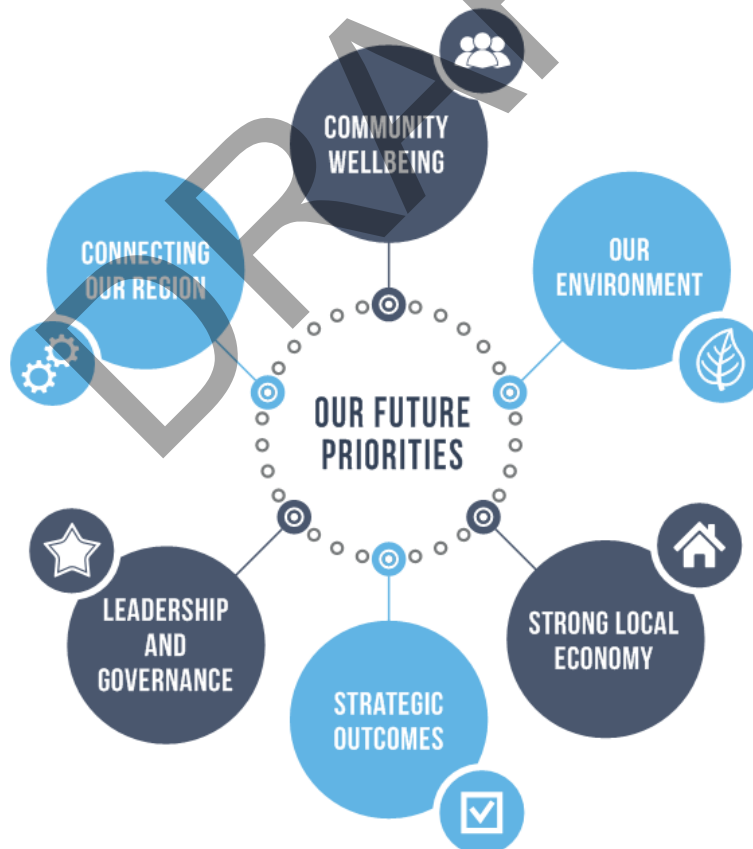 COMMUNITY
WELLBEING
OUR
ENVIRONMENT
STRONG LOCAL
ECONOMY
STRATEGIC
OUTCOMES
LEADERSHIP
AND
GOVERNANCE
CONNECTING
OUR REGION
OUR FUTURE
PRIORITIES